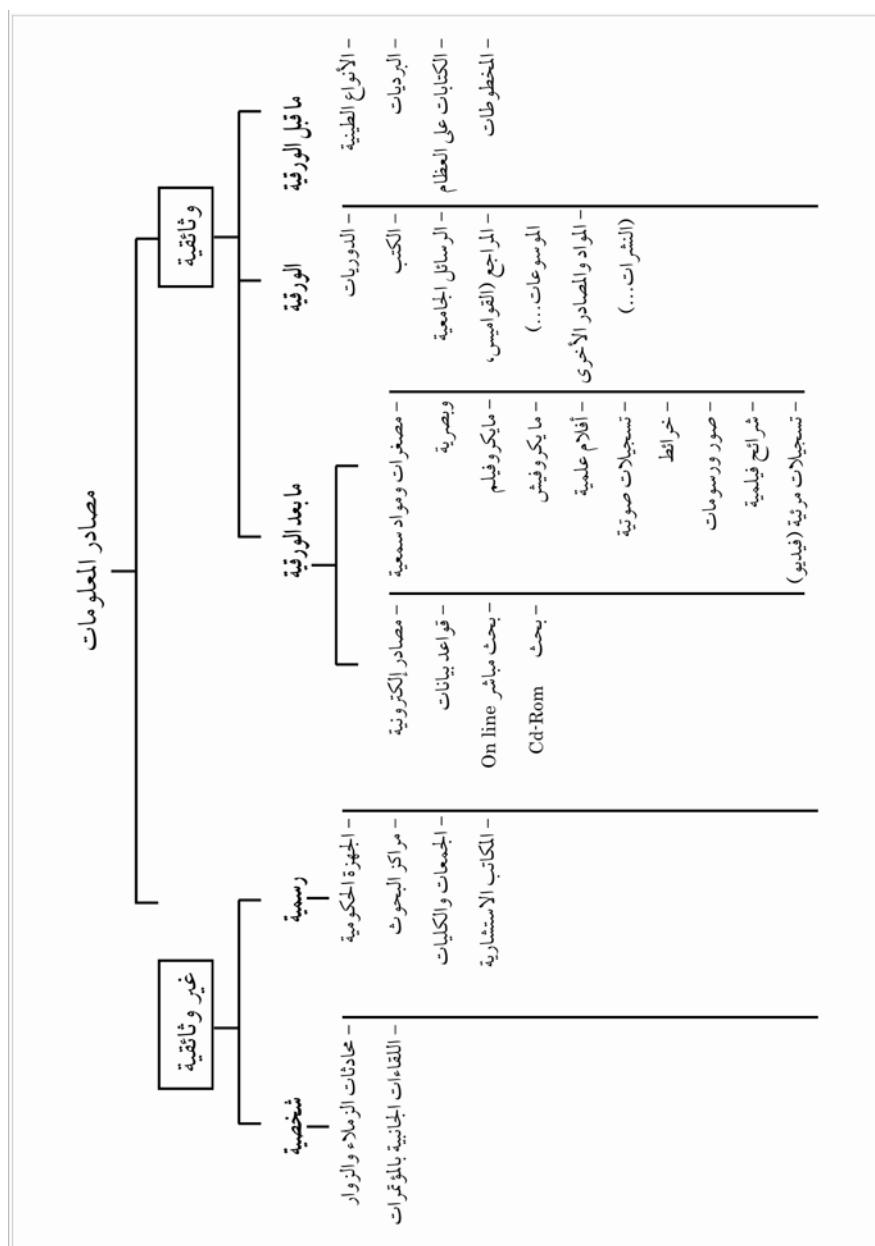 مصادر المعلومات
وثائقية
ما قبل الورقية
- الأنواع الطينية
- البرديات
- الكتابات على العظام
- المخطوطات
الورقية
- الدوريات
- الكتب
- الرسائل الجامعية
- المراجع (القواميس،
الموسوعات...)
- المواد والمصادر الأخرى
(النشرات...)
ما بعد الورقية
- مصغرات ومواد سمعية
وبصرية
- مايكروفيلم
- مايكروفيش
- أفلام علمية
- تسجيلات صوتية
- خرائط
- صور ورسومات
- شرائح فيلمية
- تسجيلات مرئية (فيديو)
- مصادر إلكترونية
- قواعد بيانات
- بحث مباشر On line
- بحث Cd-Rom
غير وثائقية
رسمية
- الجهزة الحكومية
- مراكز البحوث
- الجمعات والكليات
- المكاتب الاستشارية
شخصية
- محادثات الزملاء والزوار
- اللقاءات الجانبية بالمؤتمرات